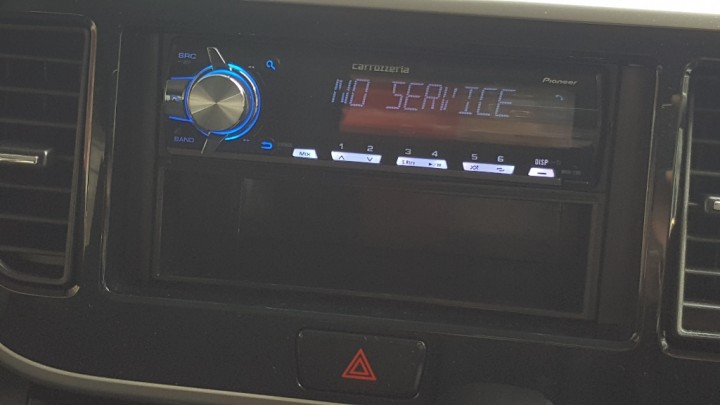 SRC
carrozzeria
Pioneer
NO SERVICE
BAND
Mix
1 2
3 4
5 6
DISP